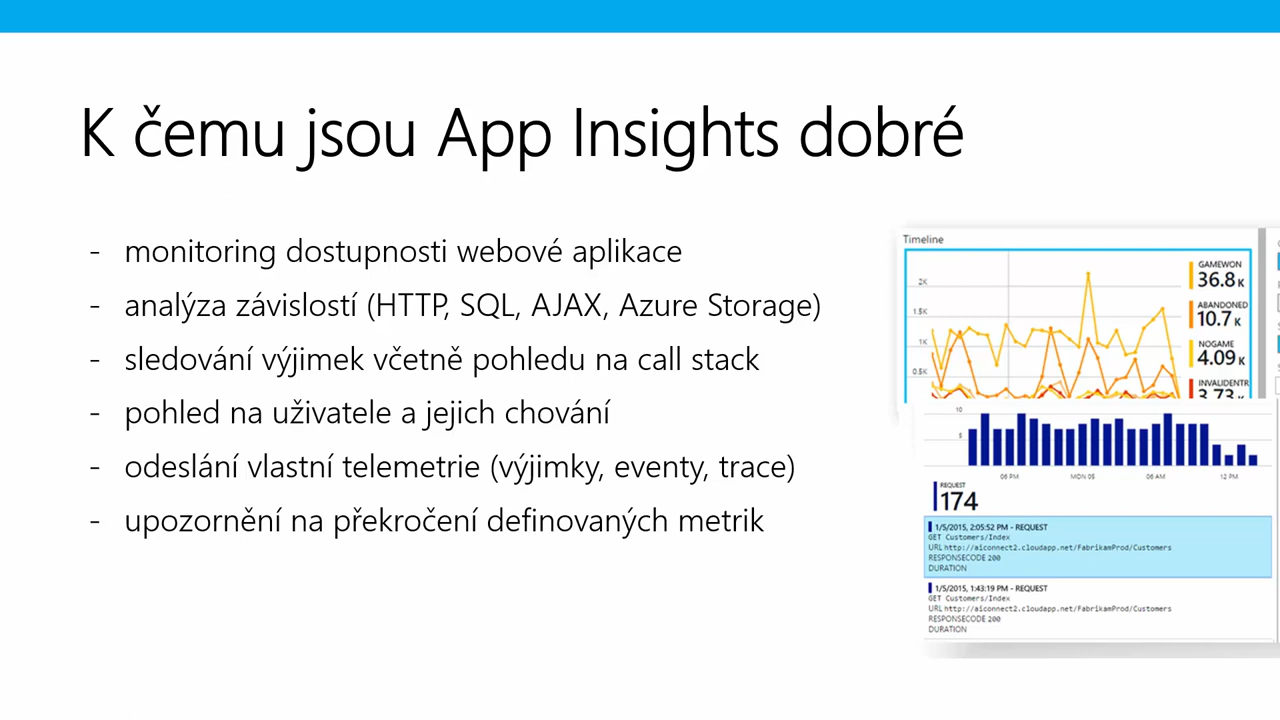 K čemu jsou App Insights dobré
- monitoring dostupnosti webové aplikace
- analýza závislostí (HTTP, SQL, AJAX, Azure Storage)
- sledování výjimek včetně pohledu na call stack
- pohled na uživatele a jejich chování
- odeslání vlastní telemetrie (výjimky, eventy, trace)
- upozornění na překročení definovaných metrik
Timeline
2K
1.5K
1K
0.5K
GAMEWON
36.8 K
ABANDONED
10.7 K
NOGAME
4.09 K
INVALIDENTR
3.73 K
10
5
06 PM
MON 05
06 AM
12 PM
REQUEST
174
1/5/2015, 2:05:52 PM - REQUEST
GET Customers/Index
URL http://aiconnect2.cloudapp.net/FabrikamProd/Customers
RESPONSECODE 200
DURATION
1/5/2015, 1:43:19 PM - REQUEST
GET Customers/Index
URL http://aiconnect2.cloudapp.net/FabrikamProd/Customers
RESPONSECODE 200
DURATION